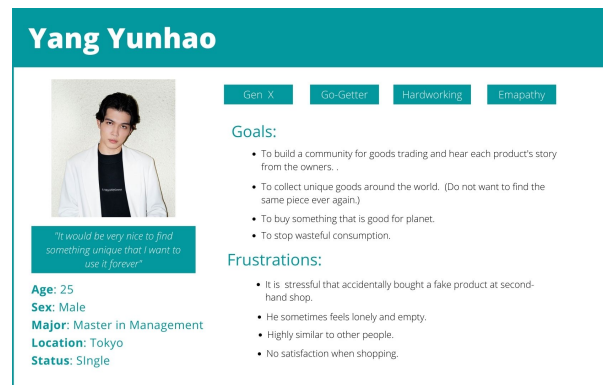 Yang Yunhao
Gen X
Go-Getter
Hardworking
Emapathy
"It would be very nice to find
something unique that I want to
use it forever"
Age: 25
Sex: Male
Major: Master in Management
Location: Tokyo
Status: SIngle
Goals:
• To build a community for goods trading and hear each product's story
from the owners. .
• To collect unique goods around the world. (Do not want to find the
same piece ever again.)
• To buy something that is good for planet.
• To stop wasteful consumption.
Frustrations:
• It is stressful that accidentally bought a fake product at second-
hand shop.
• He sometimes feels lonely and empty.
• Highly similar to other people.
• No satisfaction when shopping.